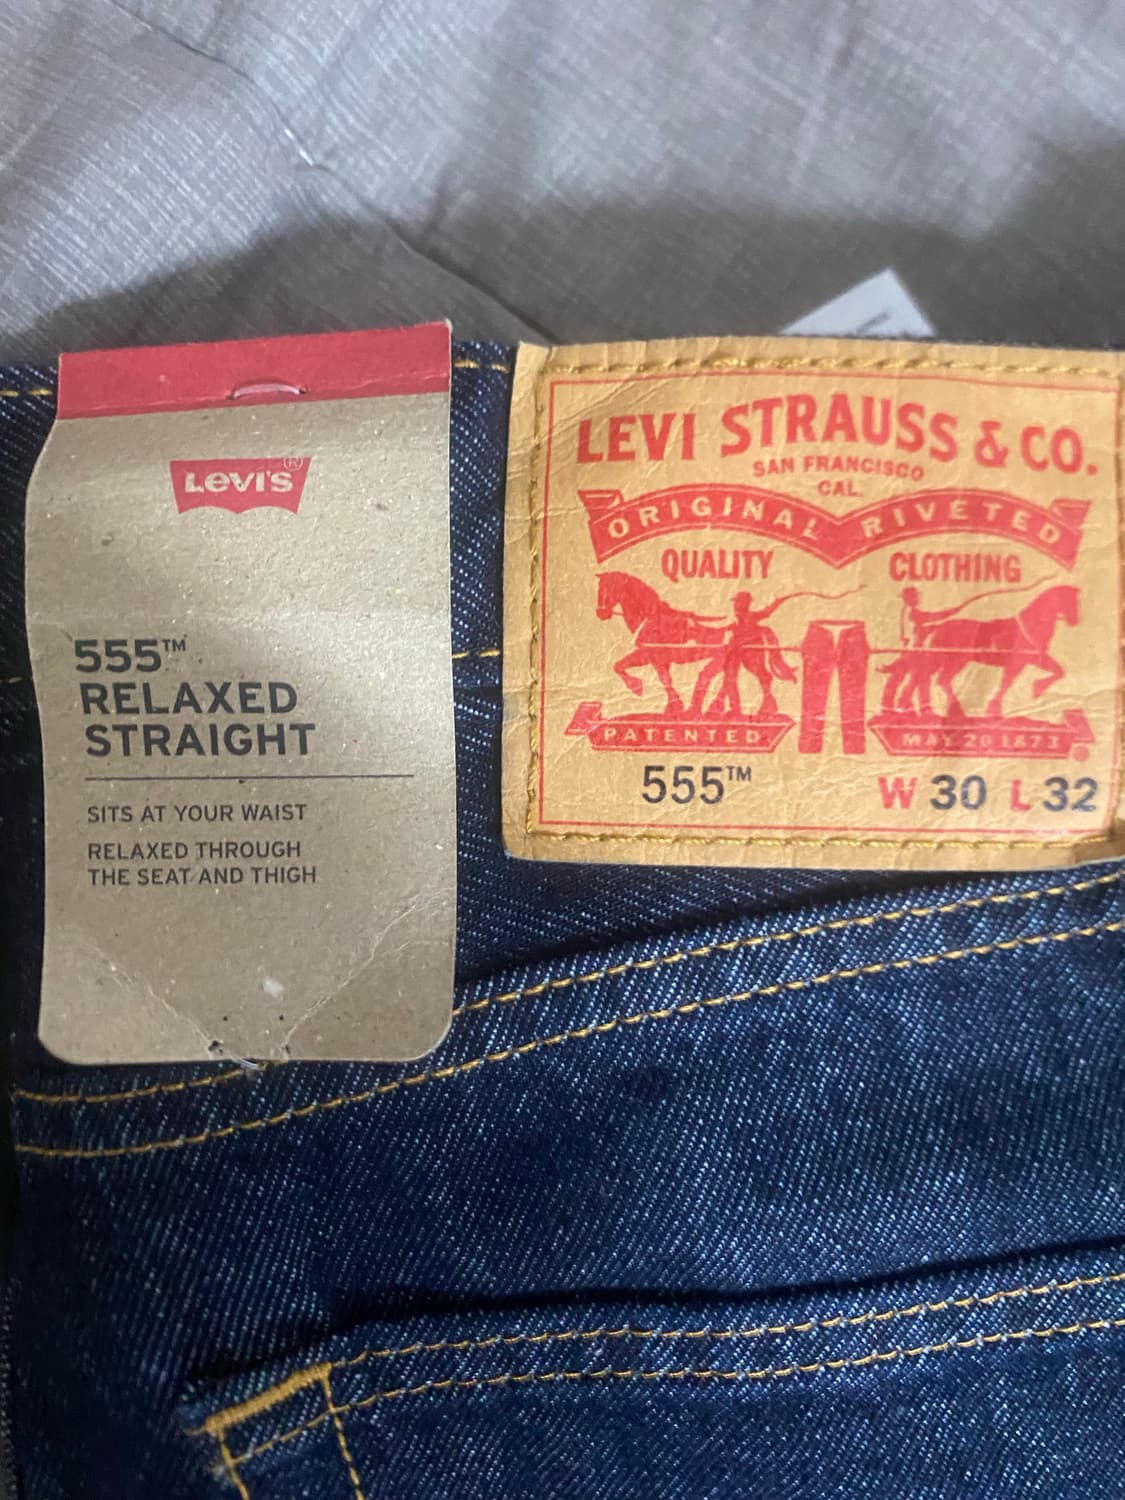 LEVI'S®
555™
RELAXED
STRAIGHT
SITS AT YOUR WAIST
RELAXED THROUGH
THE SEAT AND THIGH
LEVI STRAUSS & CO.
SAN FRANCISCO
CAL.
ORIGINAL RIVETED
QUALITY CLOTHING
PATENTED MAY 20 1873
555™ W 30 L 32